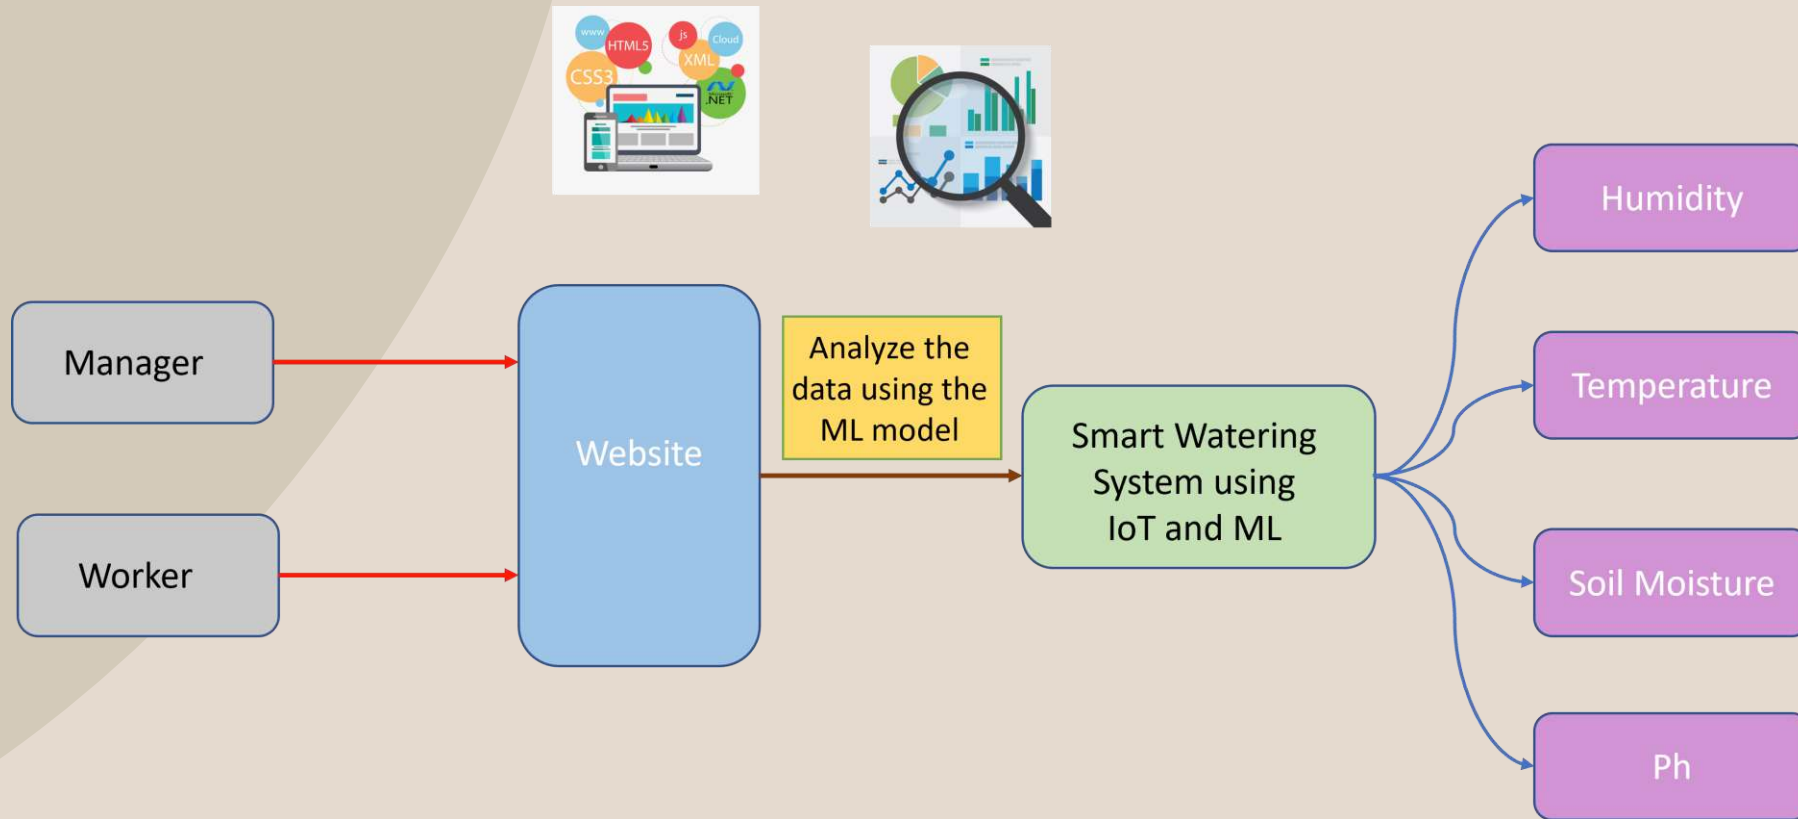 www
HTML5
js
Cloud
CSS3
XML
.NET
Humidity
Manager
Website
Analyze the
data using the
ML model
Temperature
Smart Watering
System using
IoT and ML
Worker
Soil Moisture
Ph